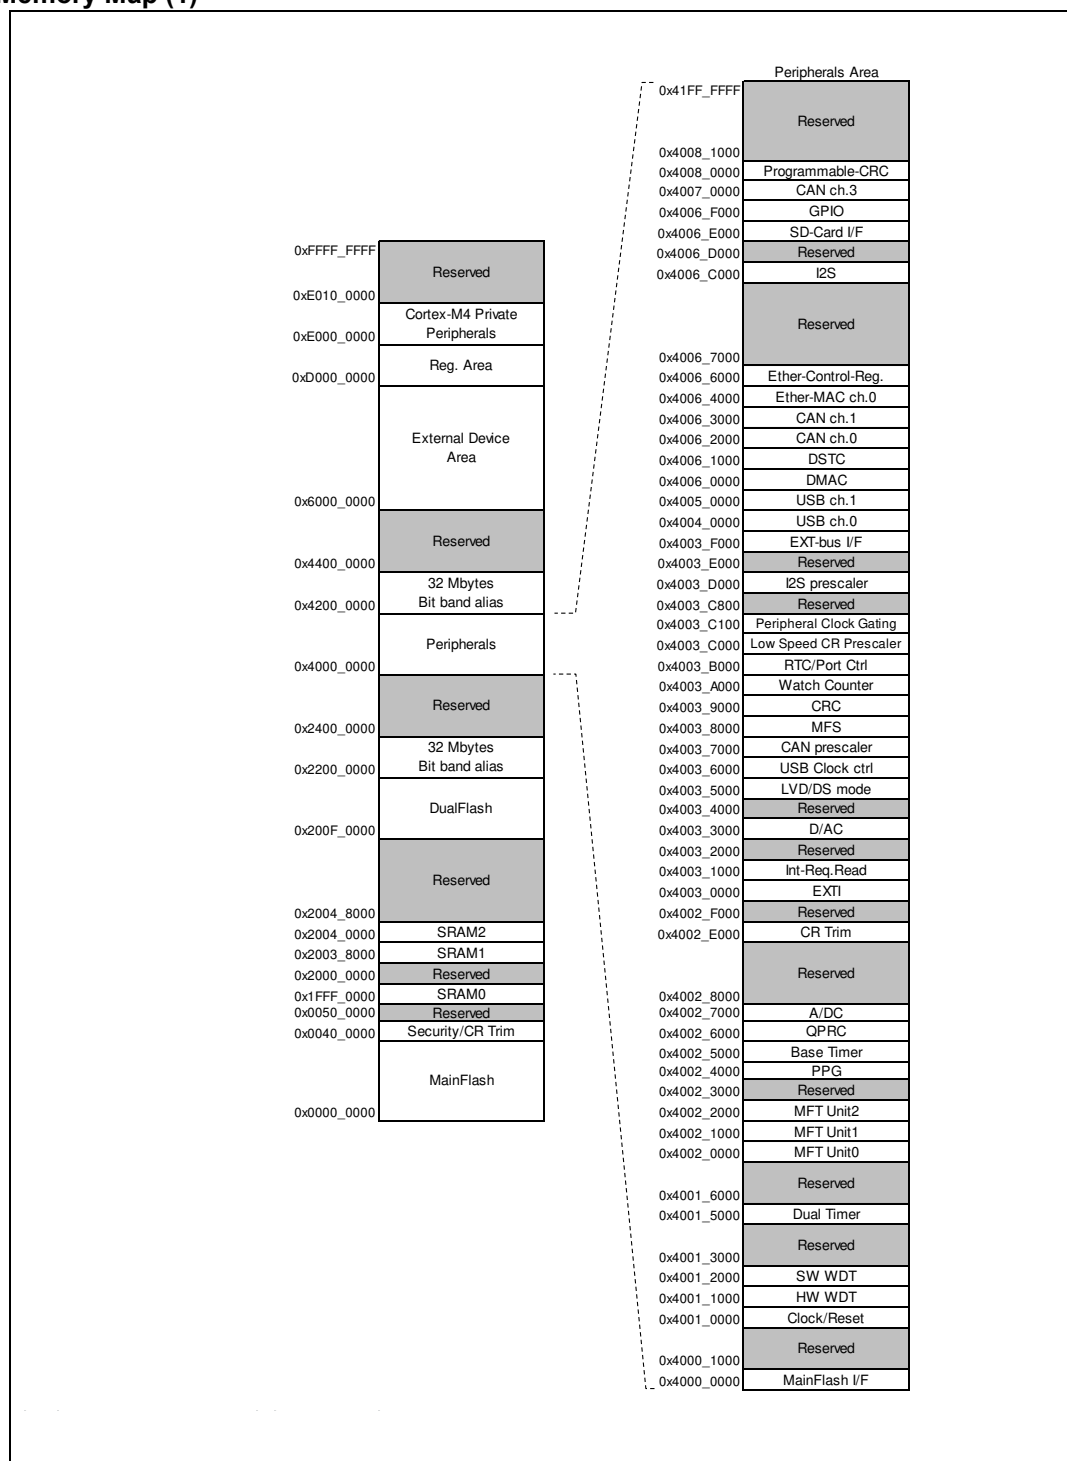 Memory Map (1)
0xFFFF_FFFF
Reserved
0xE010_0000
Cortex-M4 Private
Peripherals
0xE000_0000
Reg. Area
0xD000_0000
External Device
Area
0x6000_0000
Reserved
0x4400_0000
32 Mbytes
Bit band alias
0x4200_0000
Peripherals
0x4000_0000
Reserved
0x2400_0000
32 Mbytes
Bit band alias
0x2200_0000
DualFlash
0x200F_0000
Reserved
0x2004_8000
0x2004_0000 SRAM2
0x2003_8000 SRAM1
0x2000_0000 Reserved
0x1FFF_0000 SRAM0
0x0050_0000 Reserved
0x0040_0000 Security/CR Trim
MainFlash
0x0000_0000
Peripherals Area
0x41FF_FFFF
Reserved
0x4008_1000
0x4008_0000 Programmable-CRC
0x4007_0000 CAN ch.3
0x4006_F000 GPIO
0x4006_E000 SD-Card I/F
0x4006_D000 Reserved
0x4006_C000 I2S
Reserved
0x4006_7000
0x4006_6000 Ether-Control-Reg.
0x4006_4000 Ether-MAC ch.0
0x4006_3000 CAN ch.1
0x4006_2000 CAN ch.0
0x4006_1000 DSTC
0x4006_0000 DMAC
0x4005_0000 USB ch.1
0x4004_0000 USB ch.0
0x4003_F000 EXT-bus I/F
0x4003_E000 Reserved
0x4003_D000 I2S prescaler
0x4003_C800 Reserved
0x4003_C100 Peripheral Clock Gating
0x4003_C000 Low Speed CR Prescaler
0x4003_B000 RTC/Port Ctrl
0x4003_A000 Watch Counter
0x4003_9000 CRC
0x4003_8000 MFS
0x4003_7000 CAN prescaler
0x4003_6000 USB Clock ctrl
0x4003_5000 LVD/DS mode
0x4003_4000 Reserved
0x4003_3000 D/AC
0x4003_2000 Reserved
0x4003_1000 Int-Req.Read
0x4003_0000 EXTI
0x4002_F000 Reserved
0x4002_E000 CR Trim
Reserved
0x4002_8000
0x4002_7000 A/DC
0x4002_6000 QPRC
0x4002_5000 Base Timer
0x4002_4000 PPG
0x4002_3000 Reserved
0x4002_2000 MFT Unit2
0x4002_1000 MFT Unit1
0x4002_0000 MFT Unit0
Reserved
0x4001_6000
0x4001_5000 Dual Timer
Reserved
0x4001_3000
0x4001_2000 SW WDT
0x4001_1000 HW WDT
0x4001_0000 Clock/Reset
Reserved
0x4000_1000
0x4000_0000 MainFlash I/F